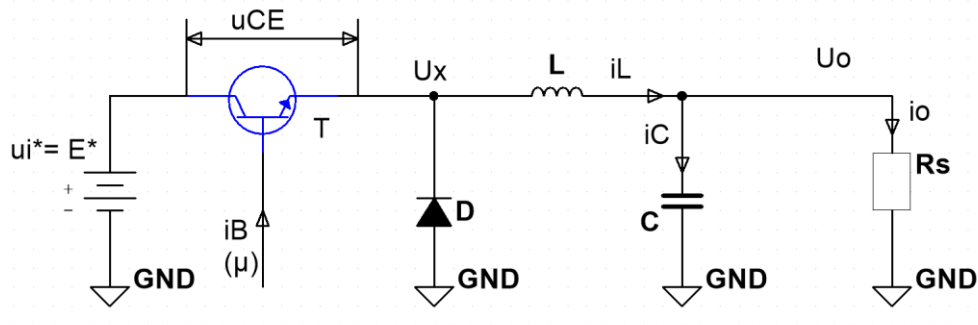 uCE
Ux
L
iL
Uo
T
iC
io
ui*= E*
Rs
+
−
D
C
iB
(µ)
GND
GND
GND
GND